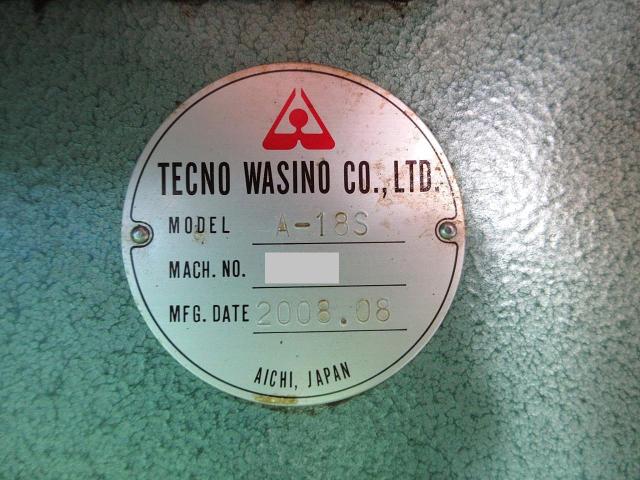 TECNO WASINO CO., LTD.
MODEL A-18S
MACH. NO.
MFG. DATE 2008.08
AICHI, JAPAN